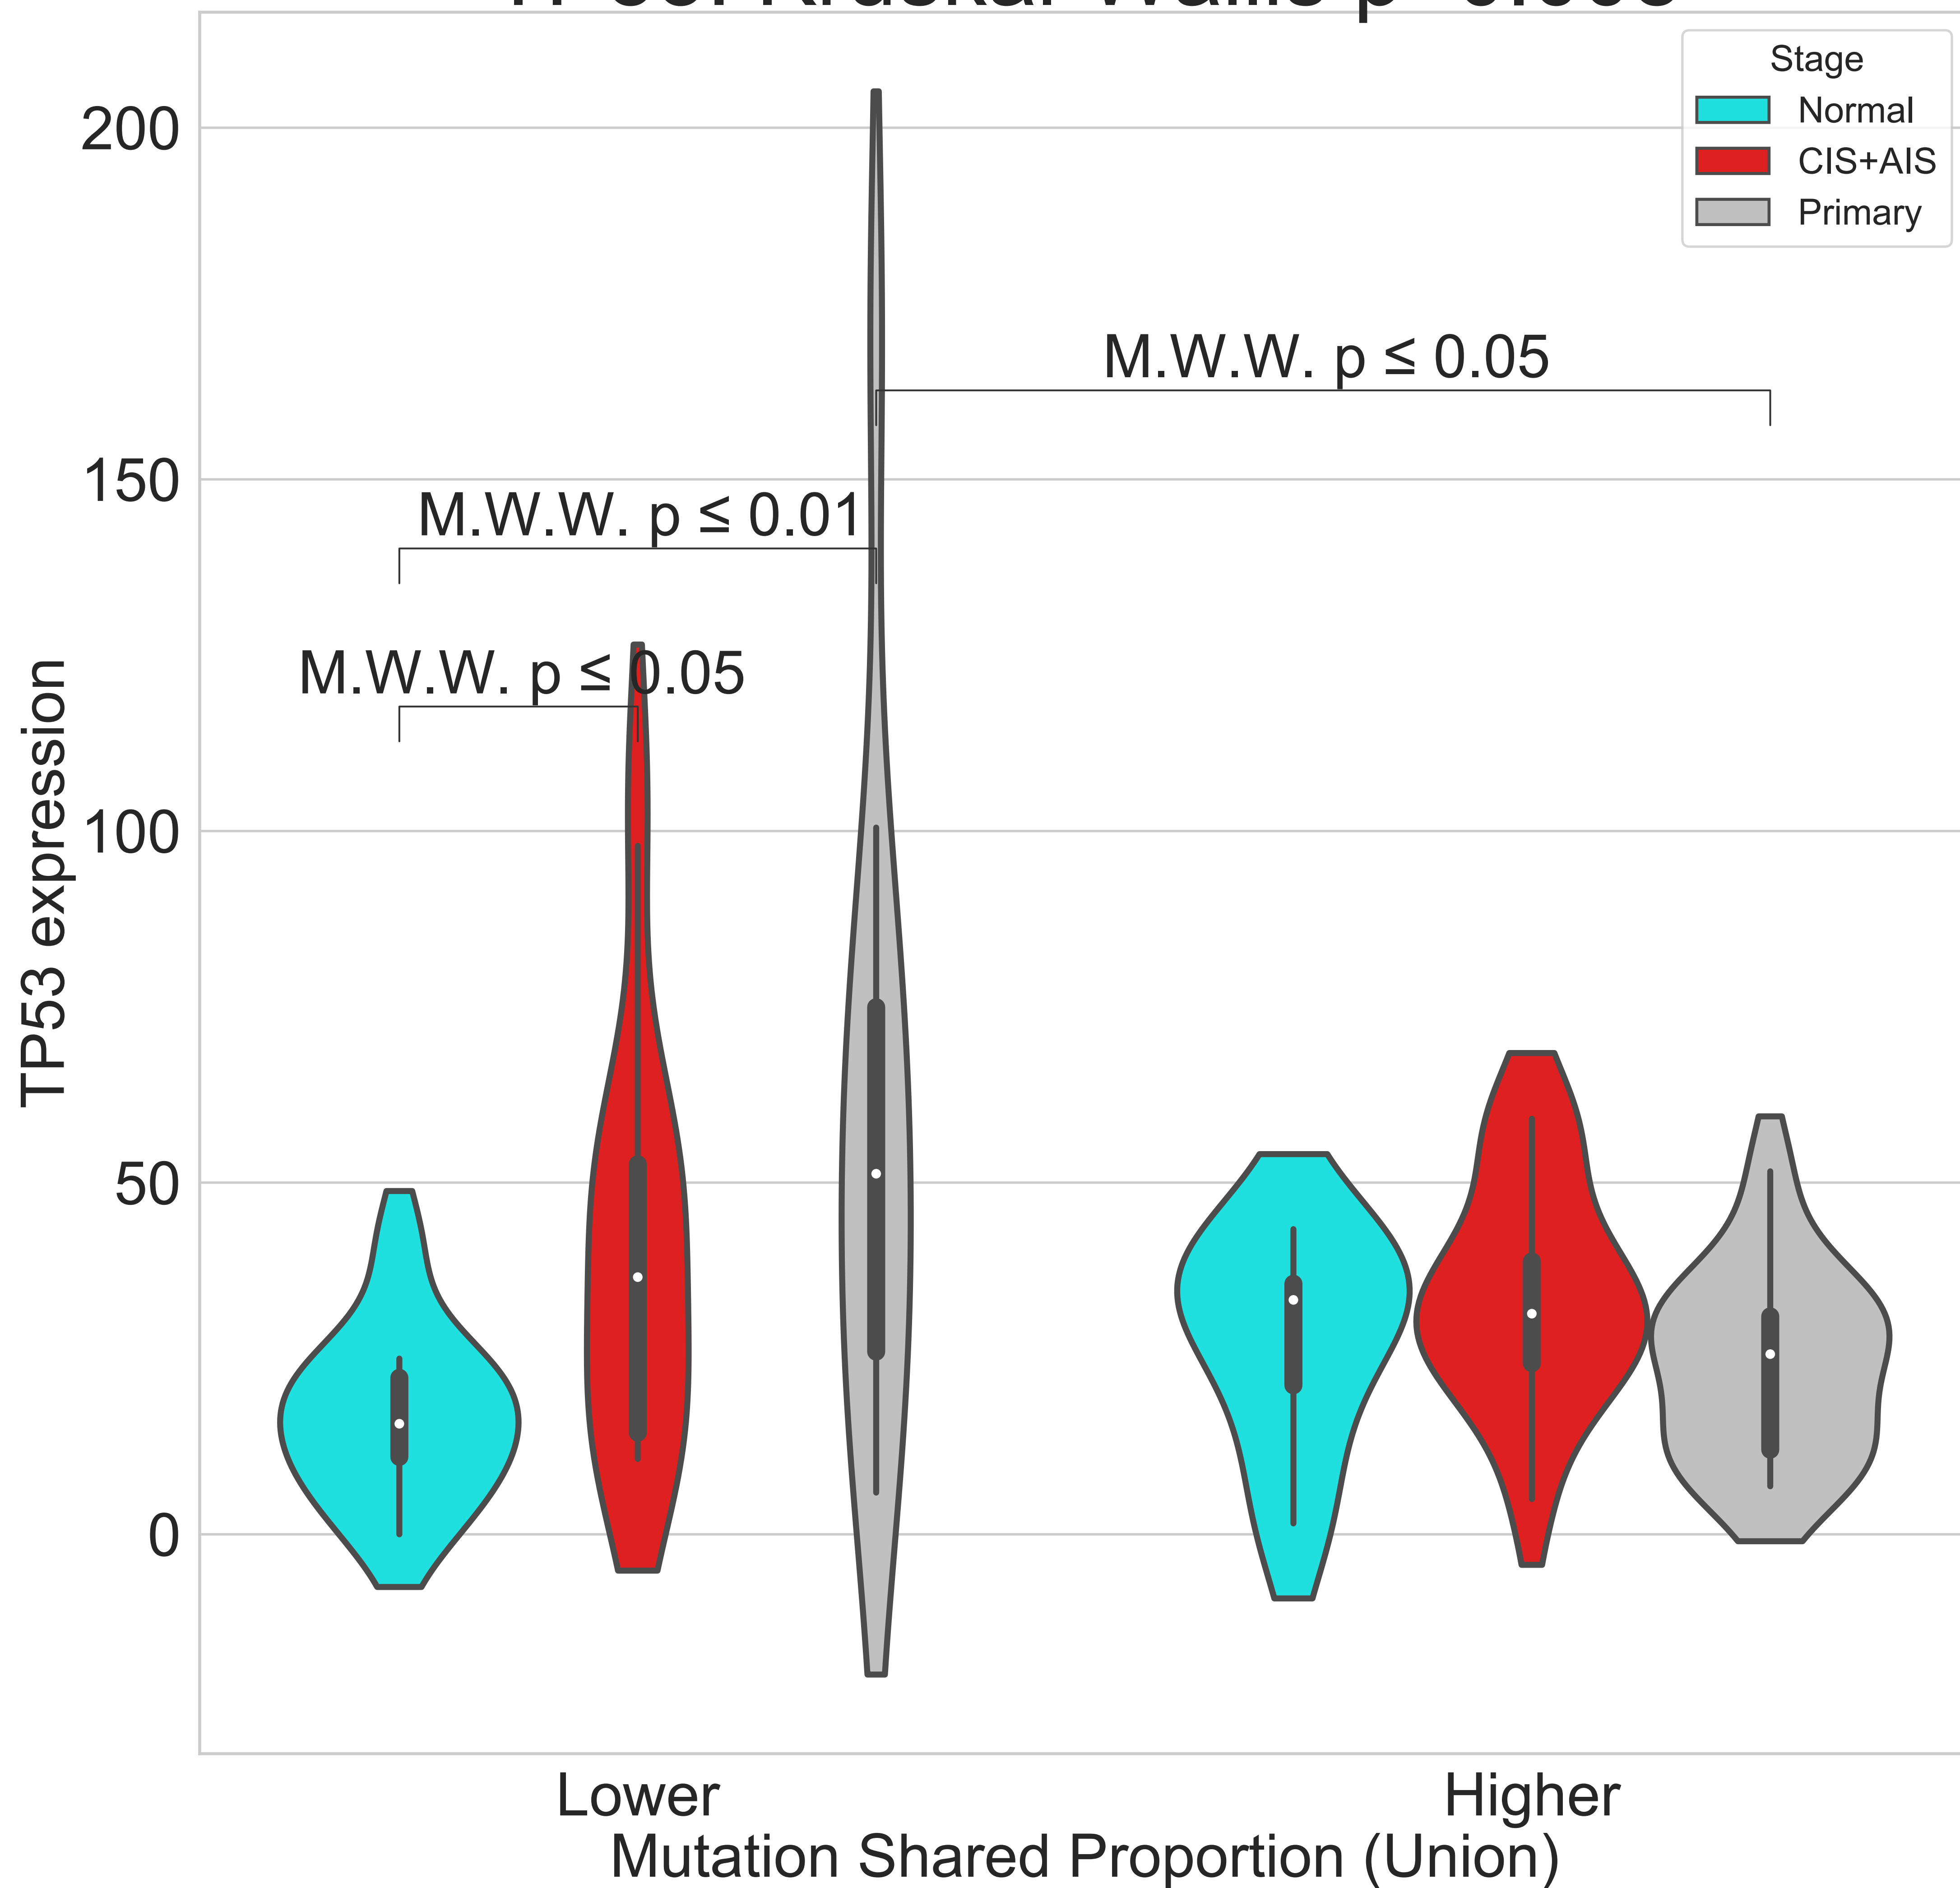 Stage
Normal
CIS+AIS
Primary
200
150
100
50
0
M.W.W. p ≤ 0.05
M.W.W. p ≤ 0.01
M.W.W. p ≤ 0.05
TP53 expression
Lower
Higher
Mutation Shared Proportion (Union)